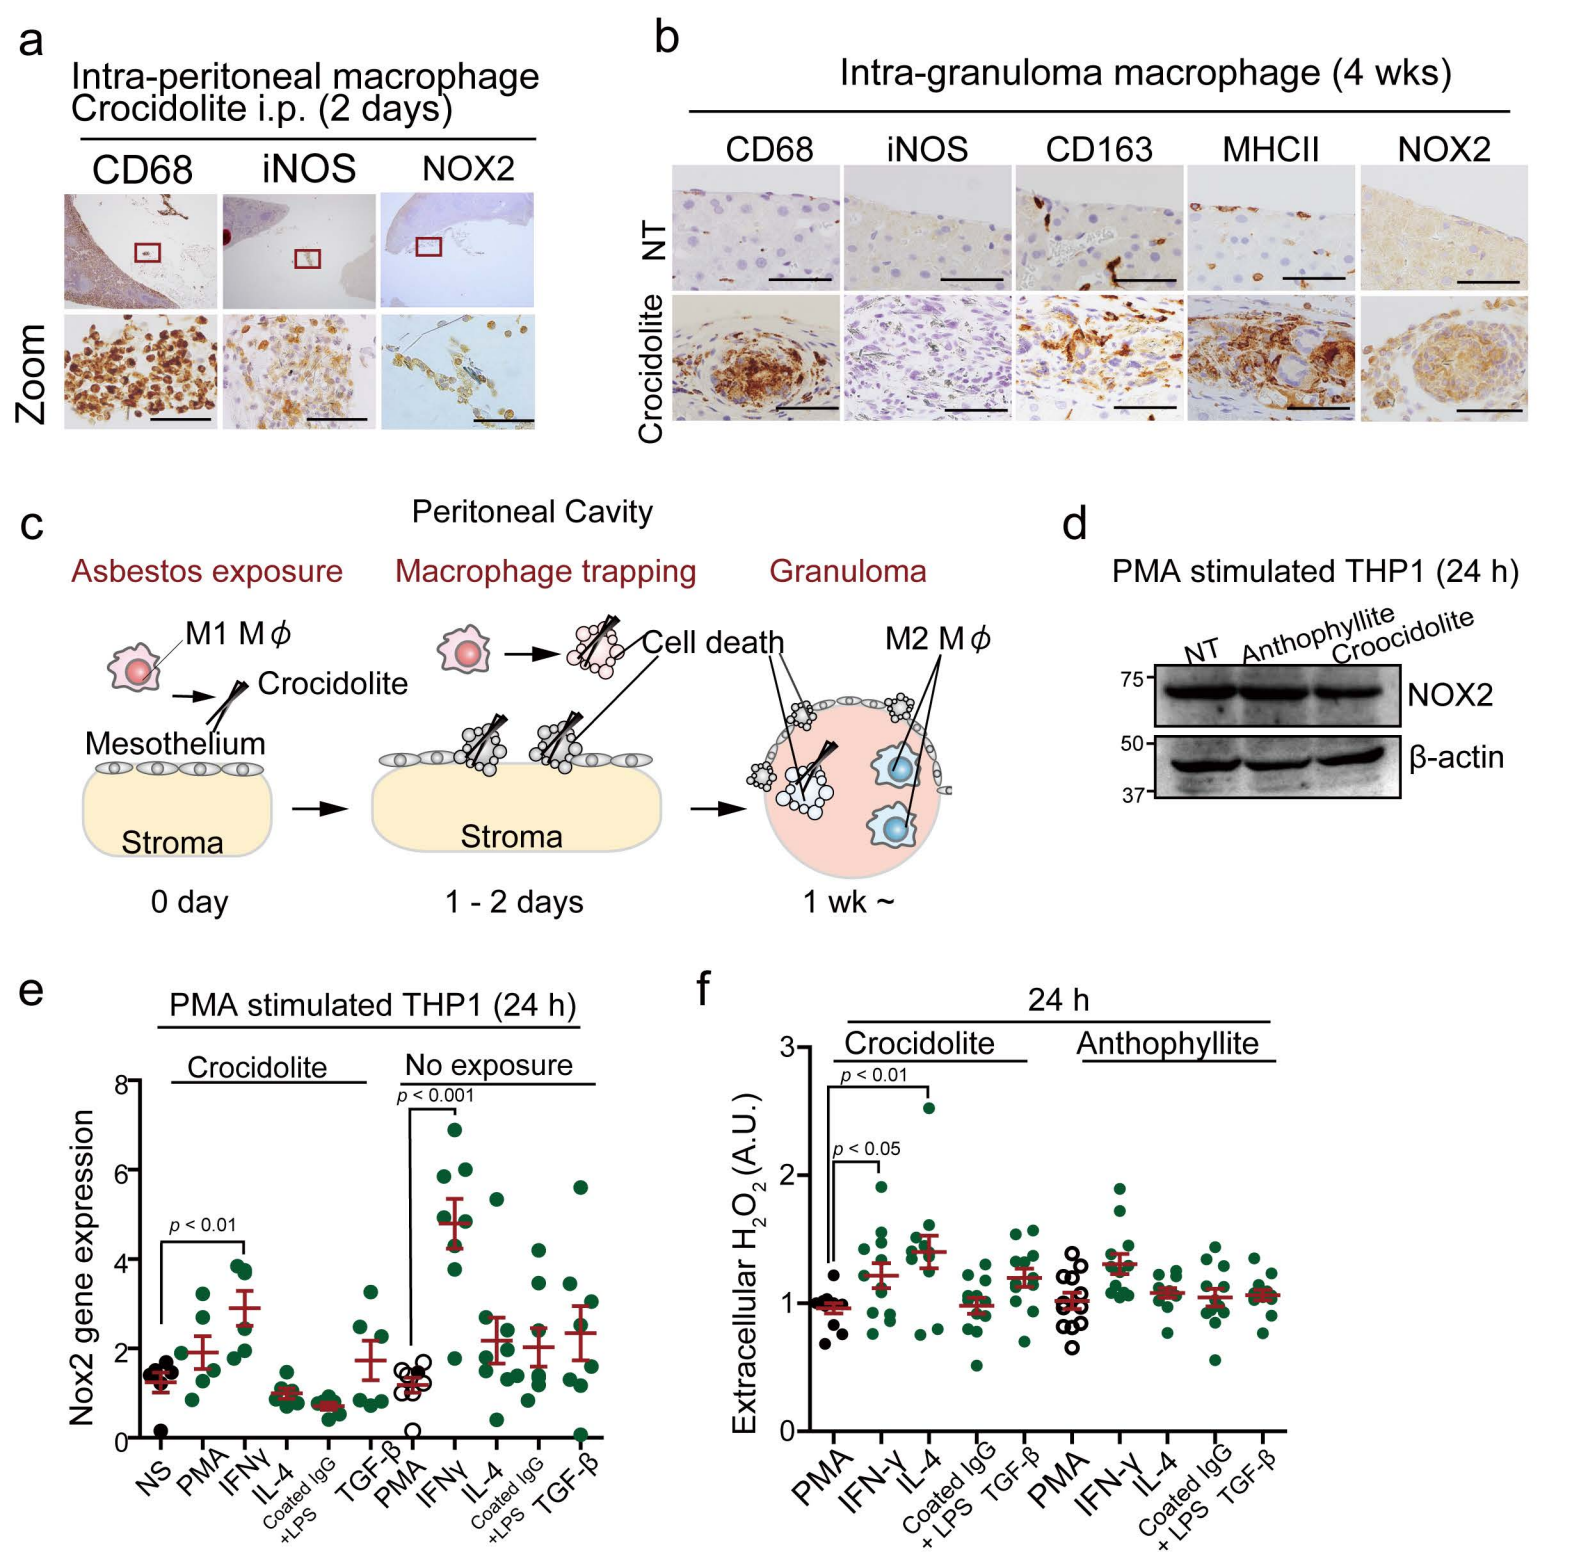 a
Intra-peritoneal macrophage
Crocidolite i.p. (2 days)
CD68 iNOS NOX2
Zoom
b
Intra-granuloma macrophage (4 wks)
CD68 iNOS CD163 MHCII NOX2
NT
Crocidolite
c
Peritoneal Cavity
Asbestos exposure Macrophage trapping Granuloma
M1 M ϕ
Cell death
M2 M ϕ
Crocidolite
Mesothelium
Stroma Stroma
0 day 1 - 2 days 1 wk ~
d
PMA stimulated THP1 (24 h)
NT Anthophyllite Croocidolite
75
NOX2
50
β-actin
37
e
PMA stimulated THP1 (24 h)
Crocidolite No exposure
Nox2 gene expression
8
6
4
2
0
p < 0.01
p < 0.001
NS PMA IFNγ IL-4 Coated IgG +LPS TGF-β PMA IFNγ IL-4 Coated IgG +LPS TGF-β
f
24 h
Crocidolite Anthophyllite
Extracellular H2O2 (A.U.)
3
2
1
0
p < 0.01
p < 0.05
PMA IFN-γ IL-4 Coated IgG + LPS TGF-β PMA IFN-γ IL-4 Coated IgG + LPS TGF-β